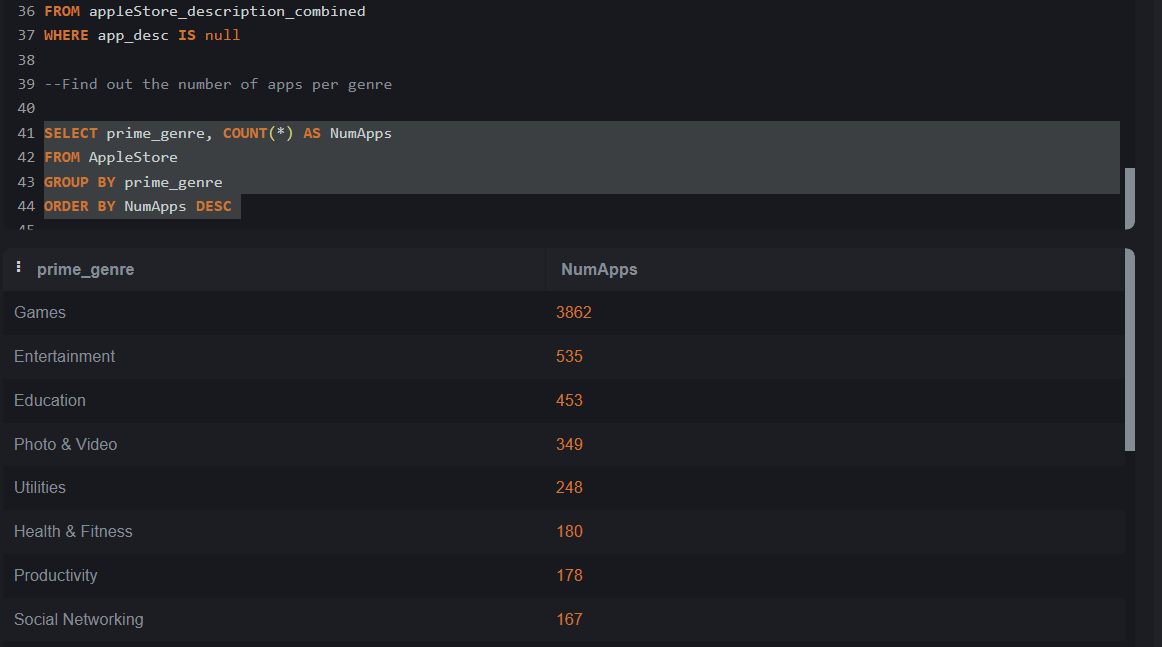 36 FROM appleStore_description_combined
37 WHERE app_desc IS null
38
39 --Find out the number of apps per genre
40
41 SELECT prime_genre, COUNT(*) AS NumApps
42 FROM AppleStore
43 GROUP BY prime_genre
44 ORDER BY NumApps DESC
45
prime_genre NumApps
Games 3862
Entertainment 535
Education 453
Photo & Video 349
Utilities 248
Health & Fitness 180
Productivity 178
Social Networking 167